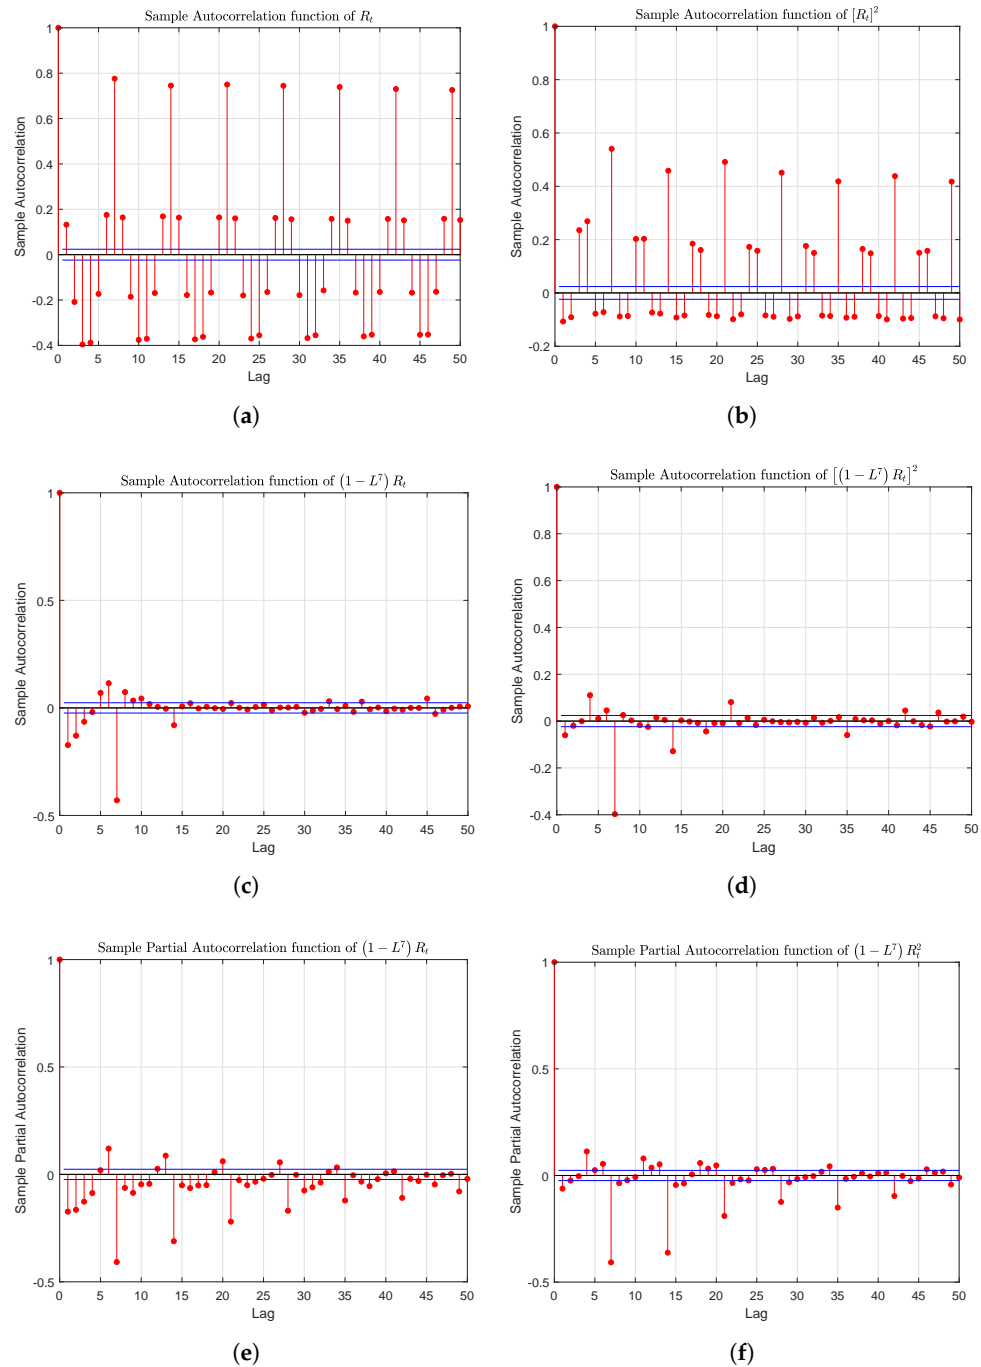 Sample Autocorrelation function of R_t
1
0.8
0.6
0.4
0.2
0
-0.2
-0.4
Sample Autocorrelation
0 5 10 15 20 25 30 35 40 45 50
Lag
(a)
Sample Autocorrelation function of [R_t]^2
1
0.8
0.6
0.4
0.2
0
-0.2
Sample Autocorrelation
0 5 10 15 20 25 30 35 40 45 50
Lag
(b)
Sample Autocorrelation function of (1 − L^7) R_t
1
0.5
0
-0.5
Sample Autocorrelation
0 5 10 15 20 25 30 35 40 45 50
Lag
(c)
Sample Autocorrelation function of [(1 − L^7) R_t]^2
1
0.8
0.6
0.4
0.2
0
-0.2
-0.4
Sample Autocorrelation
0 5 10 15 20 25 30 35 40 45 50
Lag
(d)
Sample Partial Autocorrelation function of (1 − L^7) R_t
1
0.5
0
-0.5
Sample Partial Autocorrelation
0 5 10 15 20 25 30 35 40 45 50
Lag
(e)
Sample Partial Autocorrelation function of (1 − L^7) R_t^2
1
0.5
0
-0.5
Sample Partial Autocorrelation
0 5 10 15 20 25 30 35 40 45 50
Lag
(f)